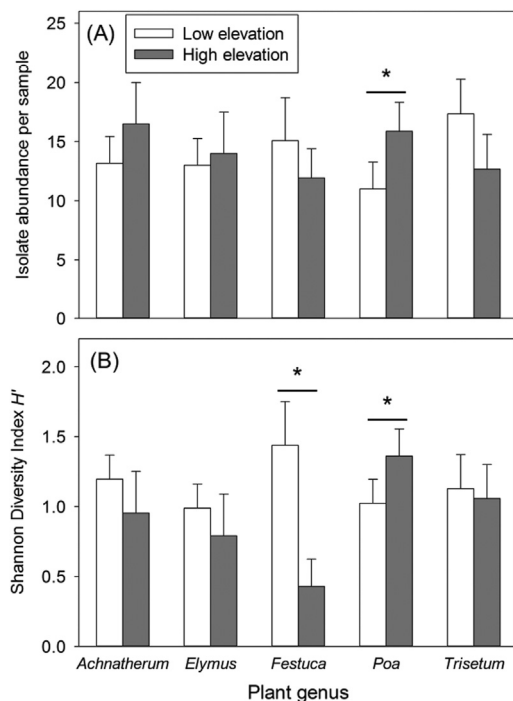 (A)
Low elevation
High elevation
Isolate abundance per sample
25
20
15
10
5
0
*
(B)
Shannon Diversity Index H'
2.0
1.5
1.0
0.5
0.0
*
*
Achnatherum Elymus Festuca Poa Trisetum
Plant genus